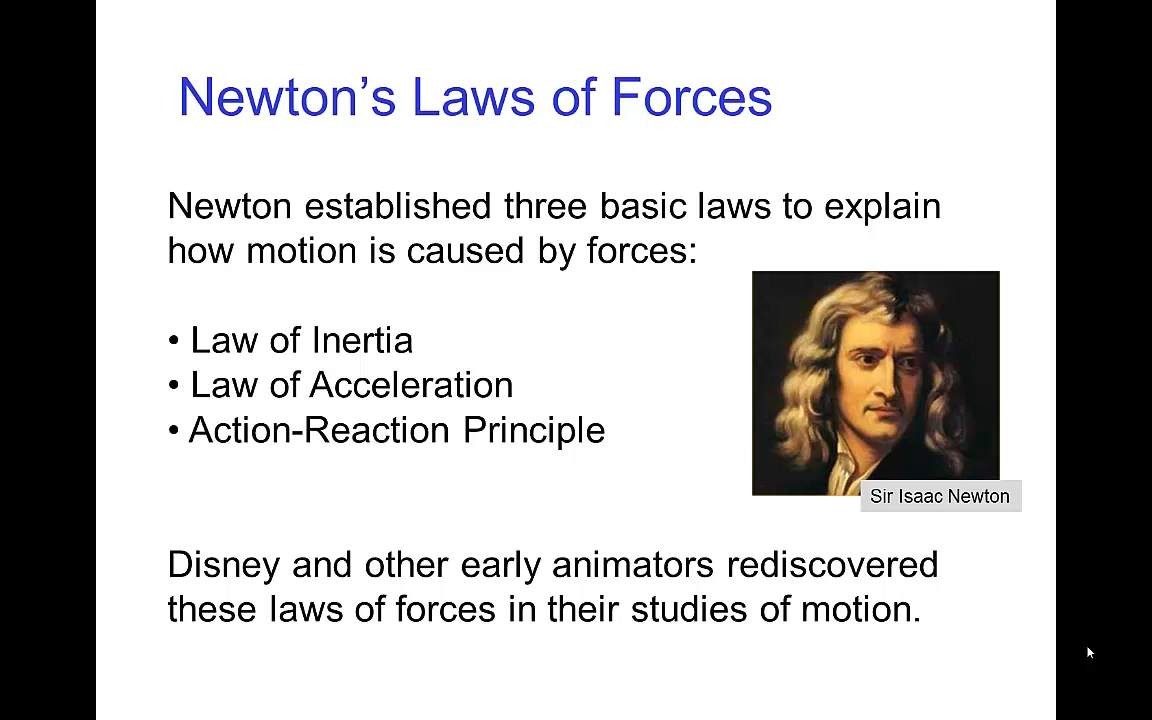 Newton’s Laws of Forces
Newton established three basic laws to explain
how motion is caused by forces:
• Law of Inertia
• Law of Acceleration
• Action-Reaction Principle
Sir Isaac Newton
Disney and other early animators rediscovered
these laws of forces in their studies of motion.